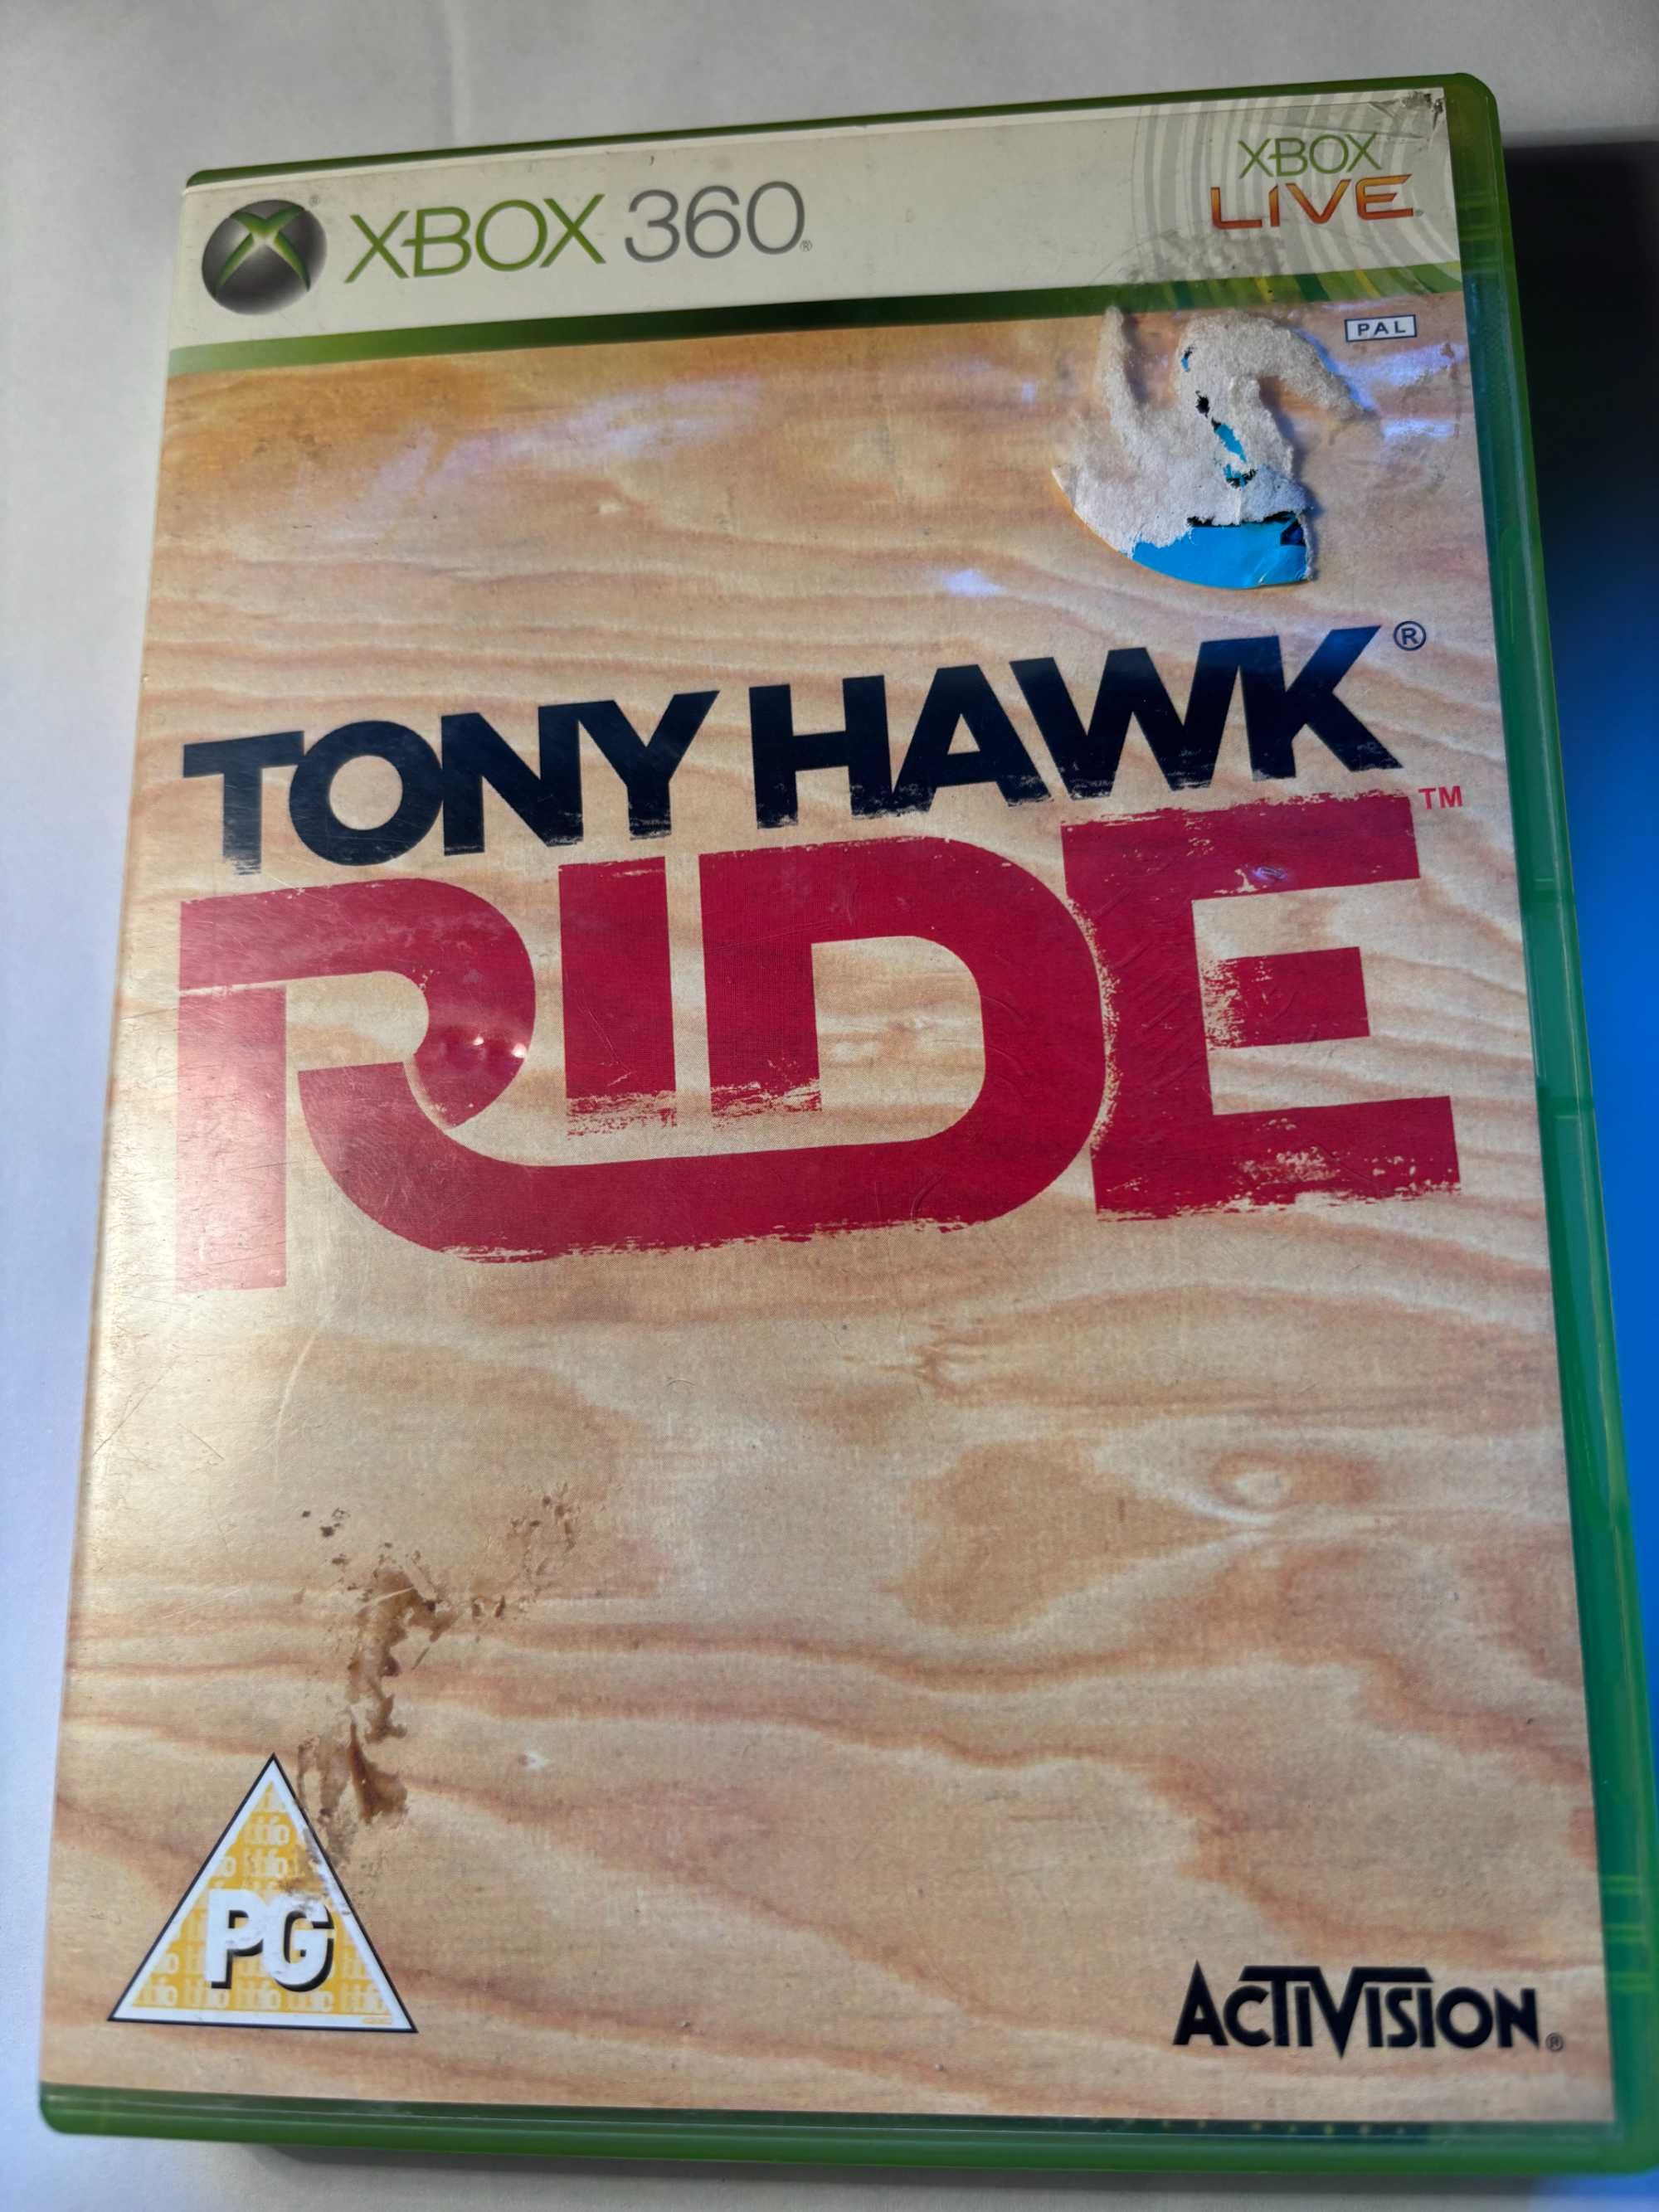 XBOX 360®
XBOX
LIVE
PAL
TONY HAWK®
RIDE™
PG
ACTIVISION®